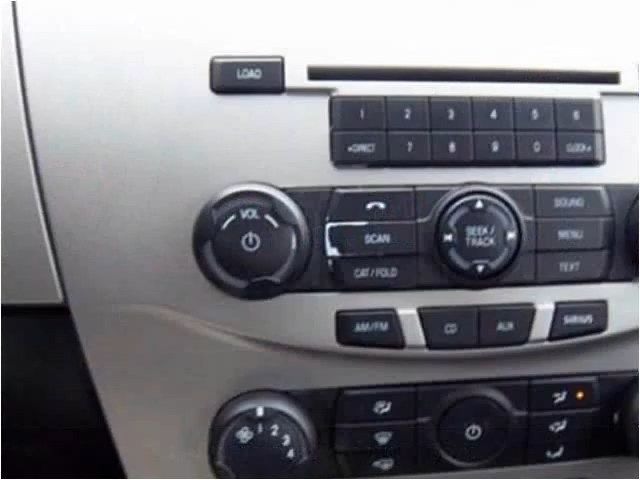 LOAD
1 2 3 4 5 6
DIRECT 7 8 9 0 CLOCK
VOL
SOUND
SCAN
SEEK/
TRACK
MENU
CAT/FOLD
TEXT
AM/FM
CD
AUX
SIRIUS
1
2
3
4